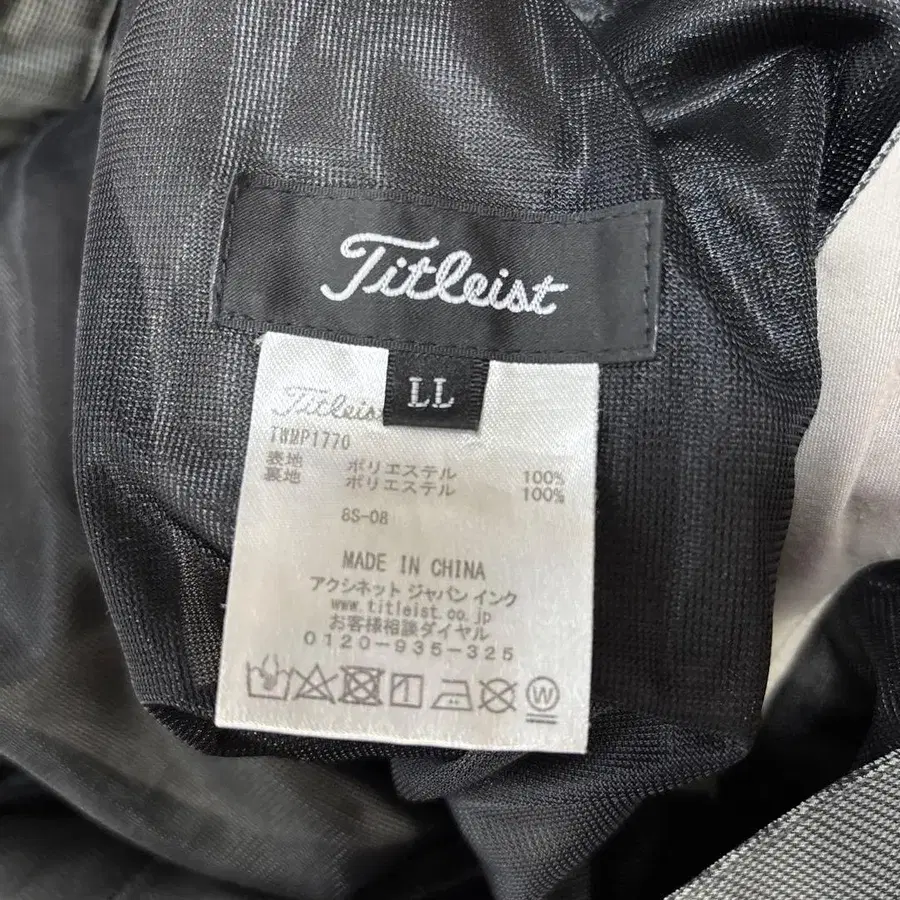 Titleist
LL
Titleis
TWMP1770
表地 ポリエステル 100%
裏地 ポリエステル 100%
8S-08
MADE IN CHINA
アクシネット ジャパン インク
www.titleist.co.jp
お客様相談ダイヤル
0120-935-325
W